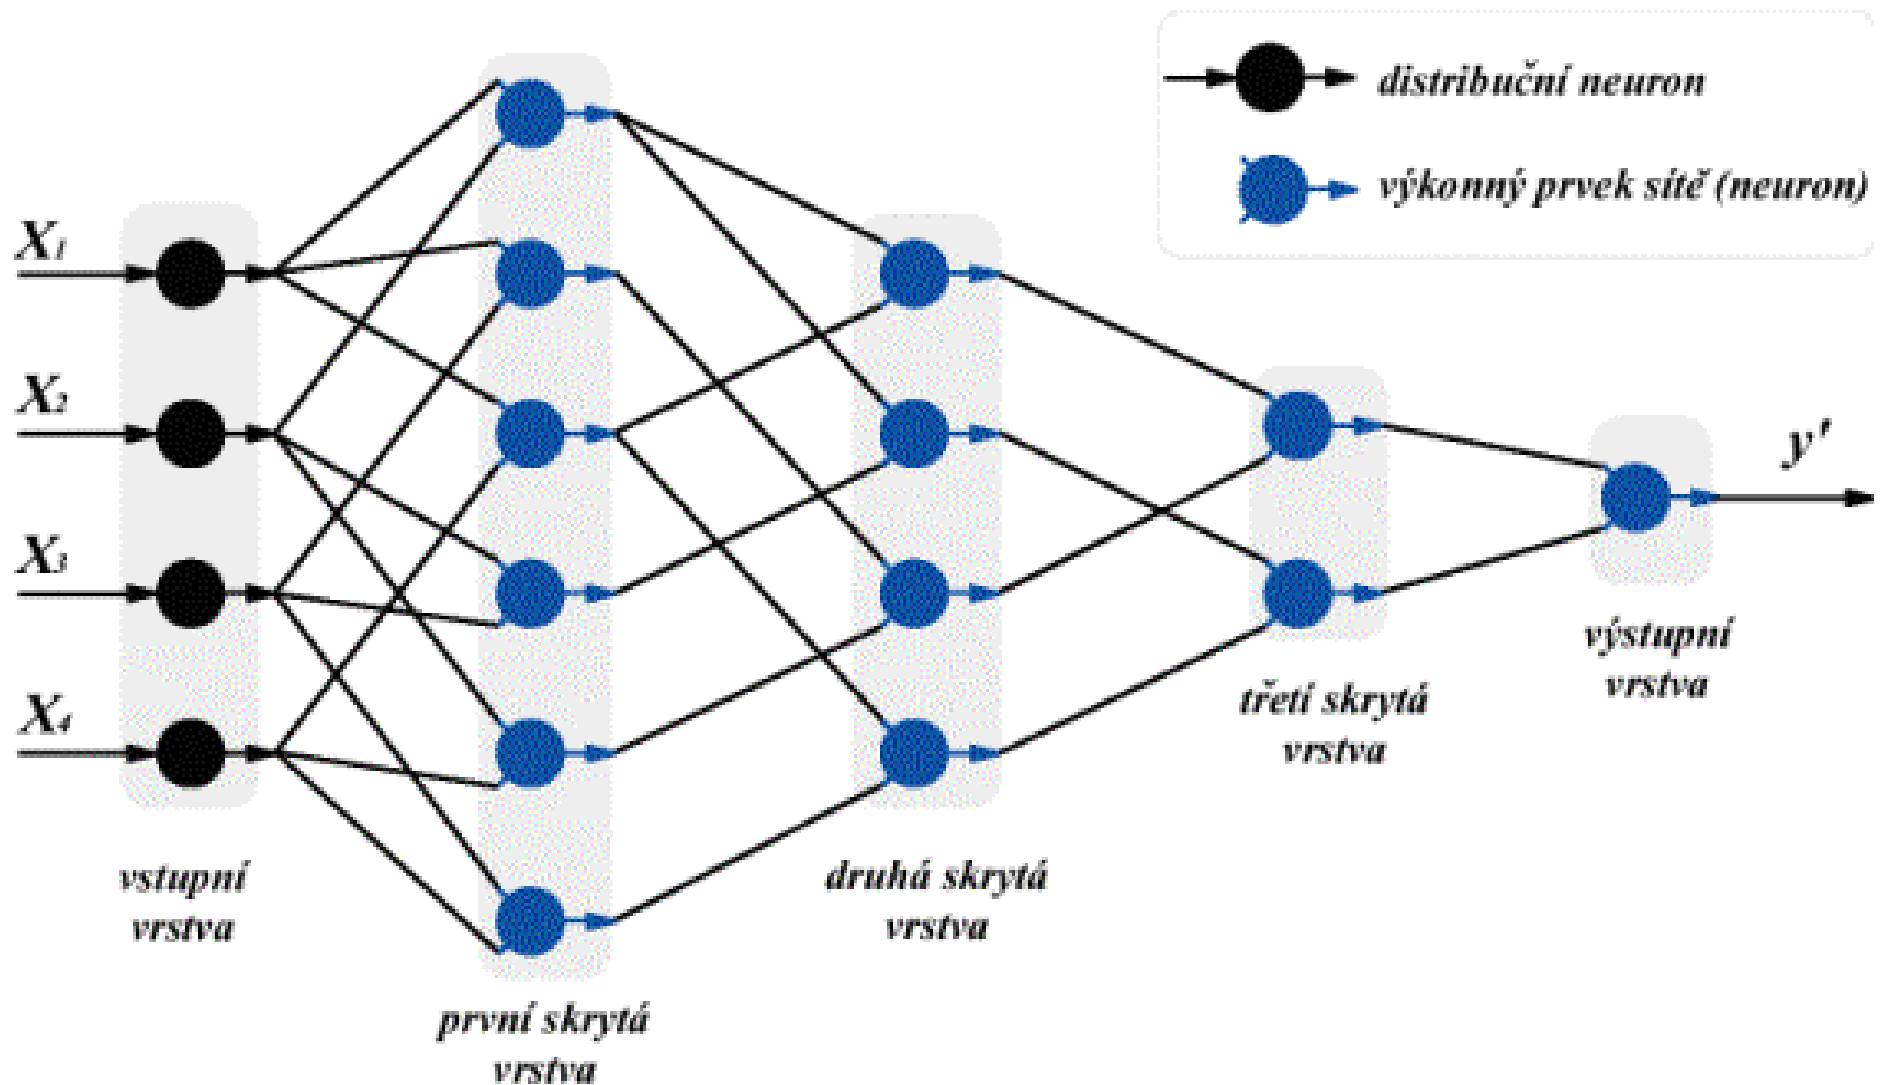 distribuční neuron
výkonný prvek sítě (neuron)
X1
X2
X3
X4
y'
vstupní
vrstva
první skrytá
vrstva
druhá skrytá
vrstva
třetí skrytá
vrstva
výstupní
vrstva